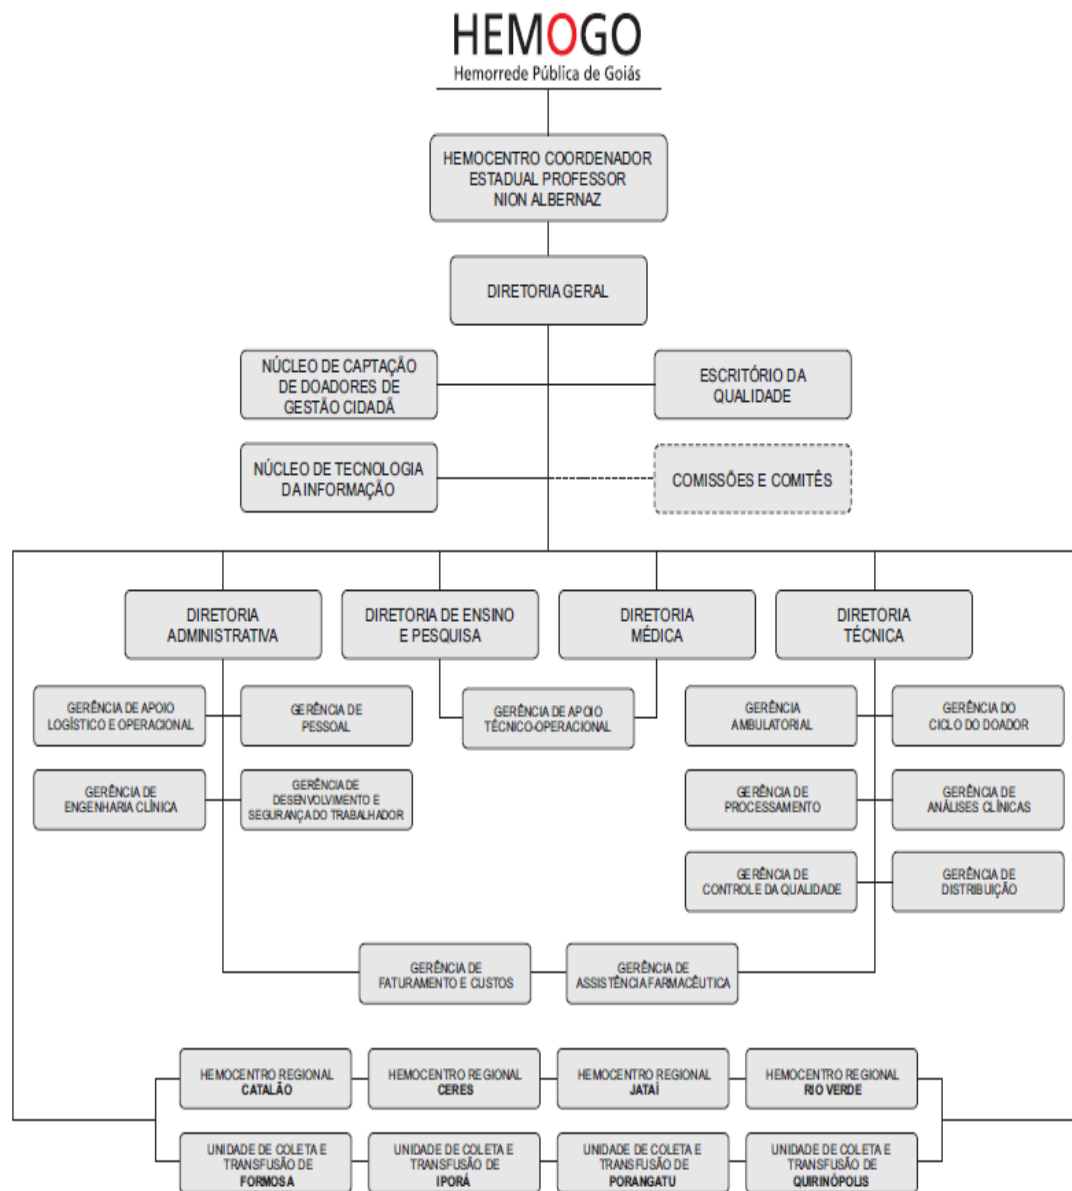 HEMOGO
Hemorrede Pública de Goiás
HEMOCENTRO COORDENADOR
ESTADUAL PROFESSOR
NION ALBERNAZ
DIRETORIA GERAL
NÚCLEO DE CAPTAÇÃO
DE DOADORES DE
GESTÃO CIDADÃ
ESCRITÓRIO DA
QUALIDADE
NÚCLEO DE TECNOLOGIA
DA INFORMAÇÃO
COMISSÕES E COMITÊS
DIRETORIA
ADMINISTRATIVA
DIRETORIA DE ENSINO
E PESQUISA
DIRETORIA
MÉDICA
DIRETORIA
TÉCNICA
GERÊNCIA DE APOIO
LOGÍSTICO E OPERACIONAL
GERÊNCIA DE
PESSOAL
GERÊNCIA DE APOIO
TÉCNICO-OPERACIONAL
GERÊNCIA
AMBULATORIAL
GERÊNCIA DO
CICLO DO DOADOR
GERÊNCIA DE
ENGENHARIA CLÍNICA
GERÊNCIA DE
DESENVOLVIMENTO E
SEGURANÇA DO TRABALHADOR
GERÊNCIA DE
PROCESSAMENTO
GERÊNCIA DE
ANÁLISES CLÍNICAS
GERÊNCIA DE
CONTROLE DA QUALIDADE
GERÊNCIA DE
DISTRIBUIÇÃO
GERÊNCIA DE
FATURAMENTO E CUSTOS
GERÊNCIA DE
ASSISTÊNCIA FARMACÊUTICA
HEMOCENTRO REGIONAL
CATALÃO
HEMOCENTRO REGIONAL
CERES
HEMOCENTRO REGIONAL
JATAÍ
HEMOCENTRO REGIONAL
RIO VERDE
UNIDADE DE COLETA E
TRANSFUSÃO DE
FORMOSA
UNIDADE DE COLETA E
TRANSFUSÃO DE
IPORÁ
UNIDADE DE COLETA E
TRANSFUSÃO DE
PORANGATU
UNIDADE DE COLETA E
TRANSFUSÃO DE
QUIRINÓPOLIS